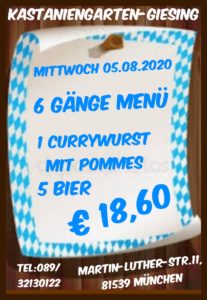 KASTANIENGARTEN-GIESING
MITTWOCH 05.08.2020
6 GÄNGE MENÜ
1 CURRYWURST
MIT POMMES
5 BIER
€ 18,60
TEL:089/
32130122
MARTIN-LUTHER-STR.11,
81539 MÜNCHEN